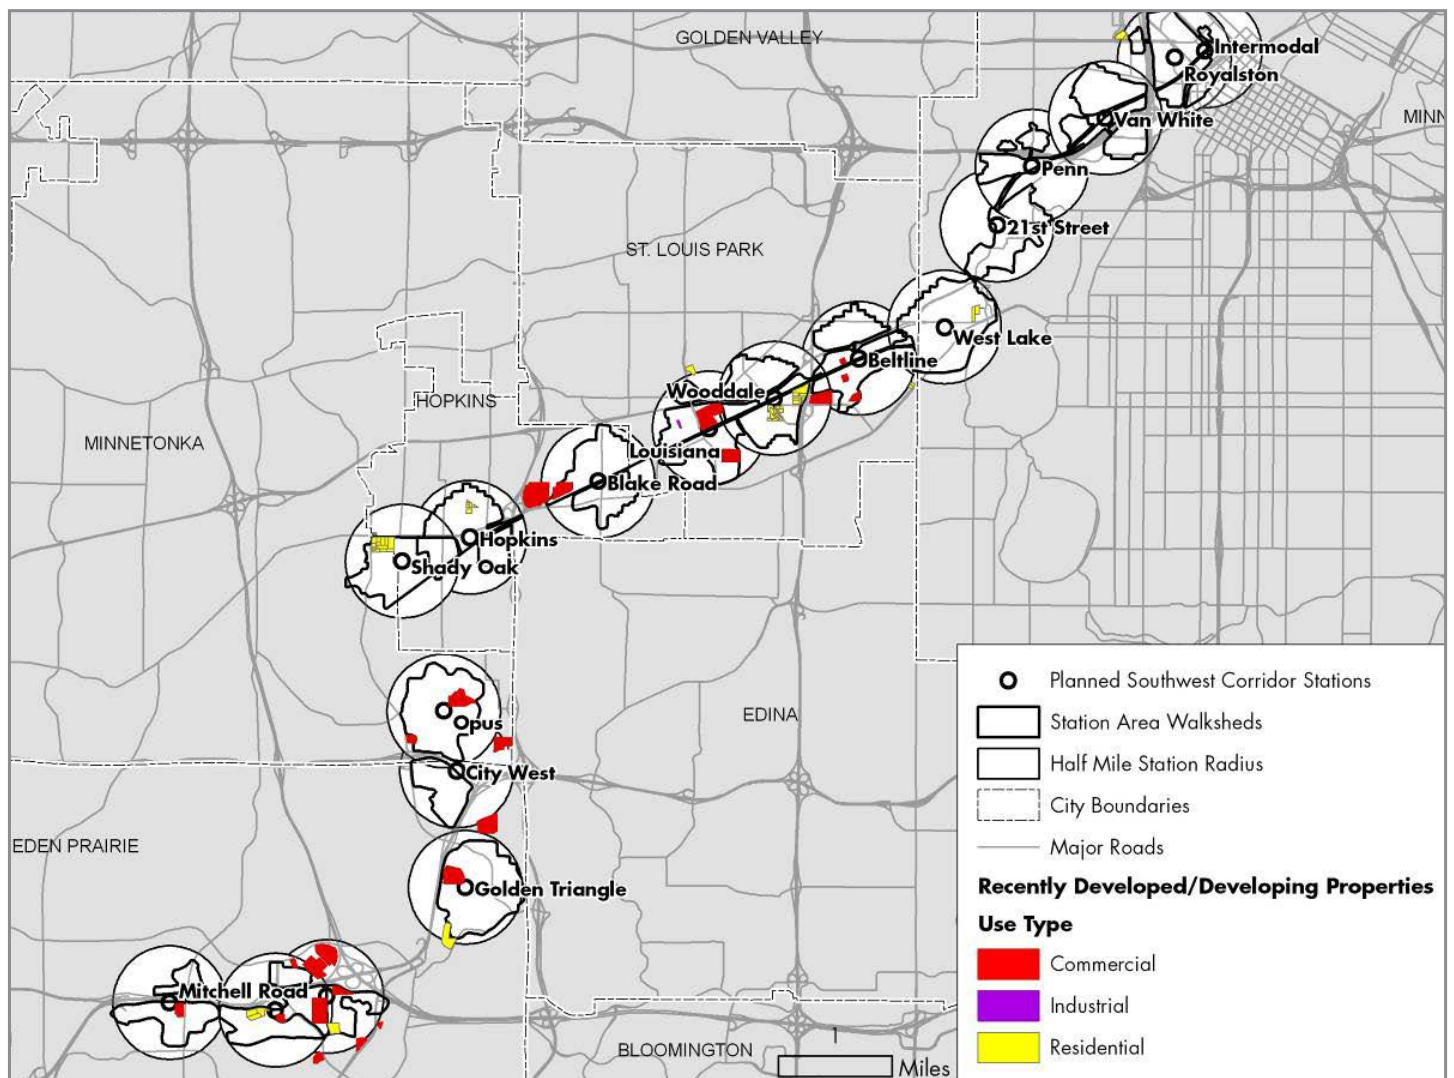 GOLDEN VALLEY
Intermodal
Royalston
Van White
MINN
Penn
21st Street
ST. LOUIS PARK
West Lake
Beltline
Wooddale
HOPKINS
MINNETONKA
Louisiana
Blake Road
Hopkins
Shady Oak
Opus
EDINA
City West
EDEN PRAIRIE
Golden Triangle
Mitchell Road
BLOOMINGTON
1
Miles
Planned Southwest Corridor Stations
Station Area Walksheds
Half Mile Station Radius
City Boundaries
Major Roads
Recently Developed/Developing Properties
Use Type
Commercial
Industrial
Residential